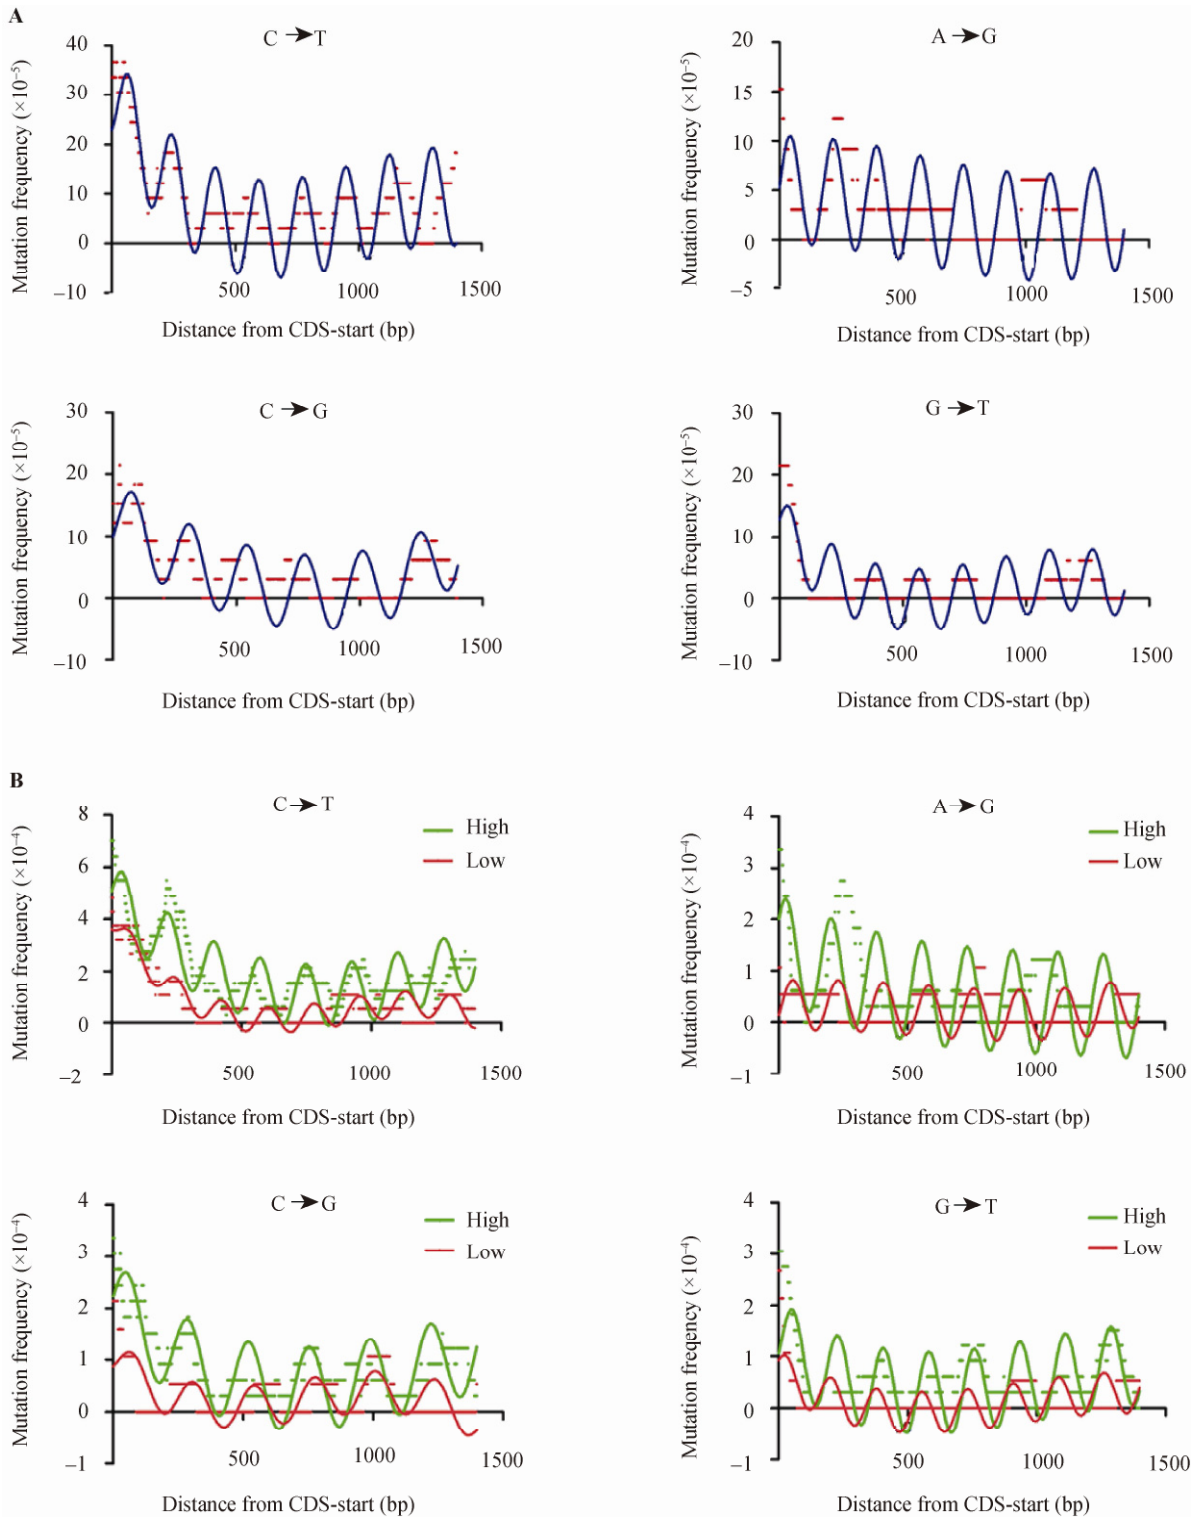 A
C → T
Mutation frequency (×10⁻⁵)
40
30
20
10
0
–10
500
1000
1500
Distance from CDS-start (bp)
A → G
Mutation frequency (×10⁻⁵)
20
15
10
5
0
–5
500
1000
1500
Distance from CDS-start (bp)
C → G
Mutation frequency (×10⁻⁵)
30
20
10
0
–10
500
1000
1500
Distance from CDS-start (bp)
G → T
Mutation frequency (×10⁻⁵)
30
20
10
0
–10
500
1000
1500
Distance from CDS-start (bp)
B
C → T
High
Low
Mutation frequency (×10⁻⁴)
8
6
4
2
0
–2
500
1000
1500
Distance from CDS-start (bp)
A → G
High
Low
Mutation frequency (×10⁻⁴)
4
3
2
1
0
–1
500
1000
1500
Distance from CDS-start (bp)
C → G
High
Low
Mutation frequency (×10⁻⁴)
4
3
2
1
0
–1
500
1000
1500
Distance from CDS-start (bp)
G → T
High
Low
Mutation freqency (×10⁻⁴)
4
3
2
1
0
–1
500
1000
1500
Distance from CDS-start (bp)